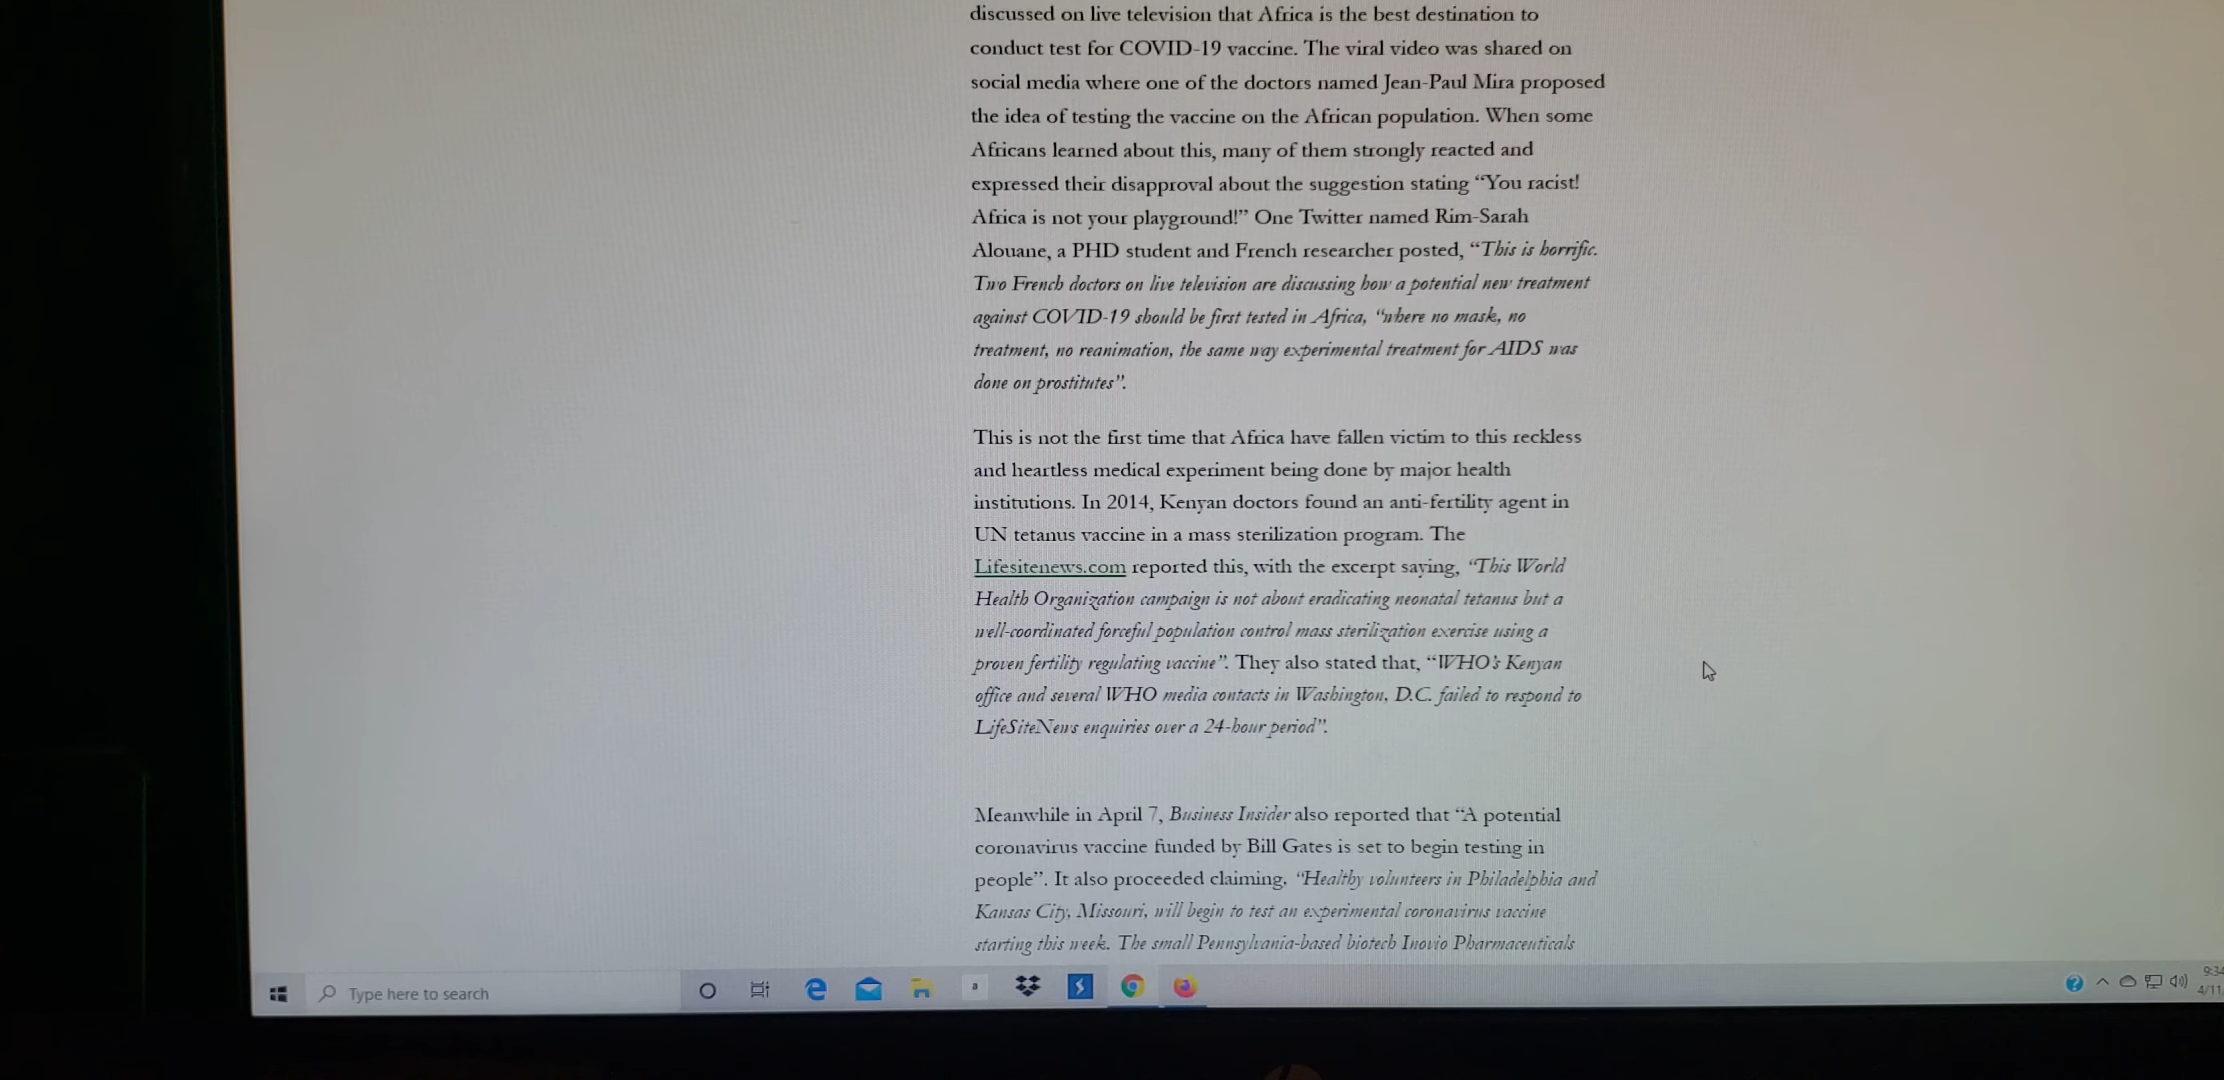 discussed on live television that Africa is the best destination to
conduct test for COVID-19 vaccine. The viral video was shared on
social media where one of the doctors named Jean-Paul Mira proposed
the idea of testing the vaccine on the African population. When some
Africans learned about this, many of them strongly reacted and
expressed their disapproval about the suggestion stating “You racist!
Africa is not your playground!” One Twitter named Rim-Sarah
Alouane, a PHD student and French researcher posted, “This is horrific.
Two French doctors on live television are discussing how a potential new treatment
against COVID-19 should be first tested in Africa, “where no mask, no
treatment, no reanimation, the same way experimental treatment for AIDS was
done on prostitutes”.
This is not the first time that Africa have fallen victim to this reckless
and heartless medical experiment being done by major health
institutions. In 2014, Kenyan doctors found an anti-fertility agent in
UN tetanus vaccine in a mass sterilization program. The
Lifesitenews.com reported this, with the excerpt saying, “This World
Health Organization campaign is not about eradicating neonatal tetanus but a
well-coordinated forceful population control mass sterilization exercise using a
proven fertility regulating vaccine”. They also stated that, “WHO’s Kenyan
office and several WHO media contacts in Washington, D.C. failed to respond to
LifeSiteNews enquiries over a 24-hour period”.
Meanwhile in April 7, Business Insider also reported that “A potential
coronavirus vaccine funded by Bill Gates is set to begin testing in
people”. It also proceeded claiming, “Healthy volunteers in Philadelphia and
Kansas City, Missouri, will begin to test an experimental coronavirus vaccine
starting this week. The small Pennsylvania-based biotech Inovio Pharmaceuticals
Type here to search
a
9:34
4/11